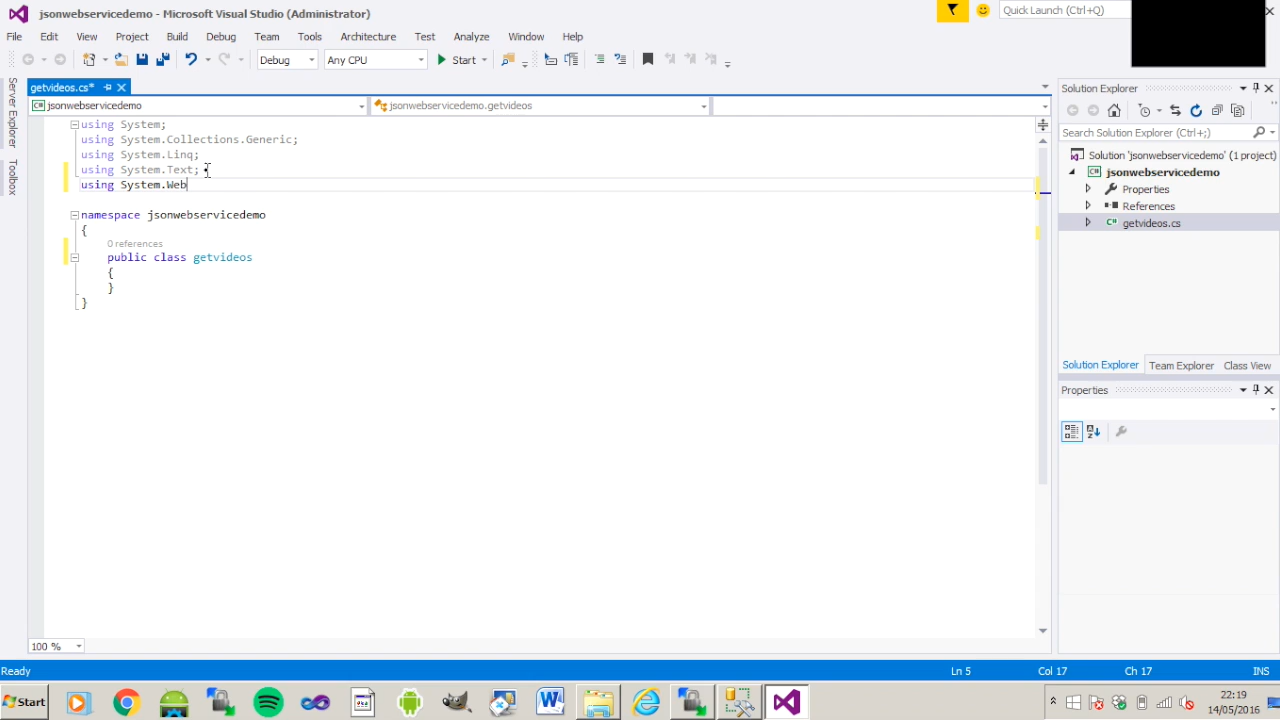 jsonwebservicedemo - Microsoft Visual Studio (Administrator)
Quick Launch (Ctrl+Q)
File Edit View Project Build Debug Team Tools Architecture Test Analyze Window Help
Debug Any CPU Start
Server Explorer
Toolbox
getvideos.cs*
jsonwebservicedemo jsonwebservicedemo.getvideos
using System;
using System.Collections.Generic;
using System.Linq;
using System.Text;
using System.Web
namespace jsonwebservicedemo
{
0 references
public class getvideos
{
}
}
100 %
Solution Explorer
Search Solution Explorer (Ctrl+;)
Solution 'jsonwebservicedemo' (1 project)
jsonwebservicedemo
Properties
References
C# getvideos.cs
Solution Explorer Team Explorer Class View
Properties
Ready Ln 5 Col 17 Ch 17 INS
Start 22:19
14/05/2016